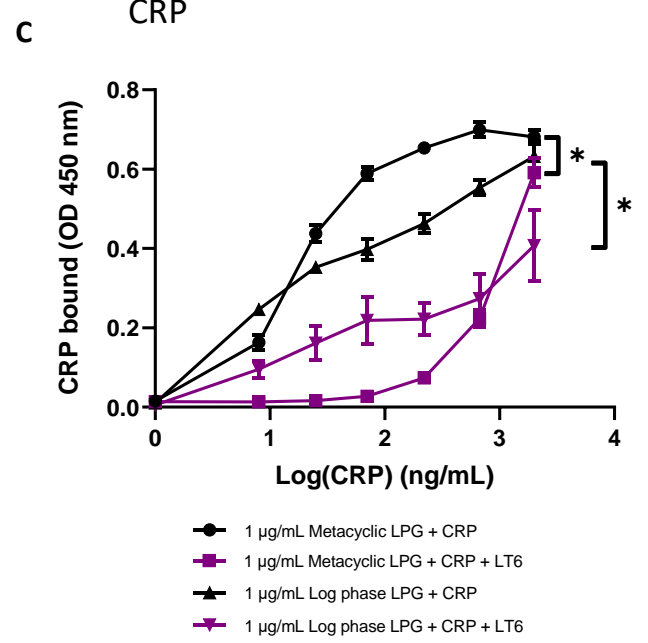 CRP
C
CRP bound (OD 450 nm)
0.8
0.6
0.4
0.2
0.0
*
*
0 1 2 3 4
Log(CRP) (ng/mL)
1 µg/mL Metacyclic LPG + CRP
1 µg/mL Metacyclic LPG + CRP + LT6
1 µg/mL Log phase LPG + CRP
1 µg/mL Log phase LPG + CRP + LT6